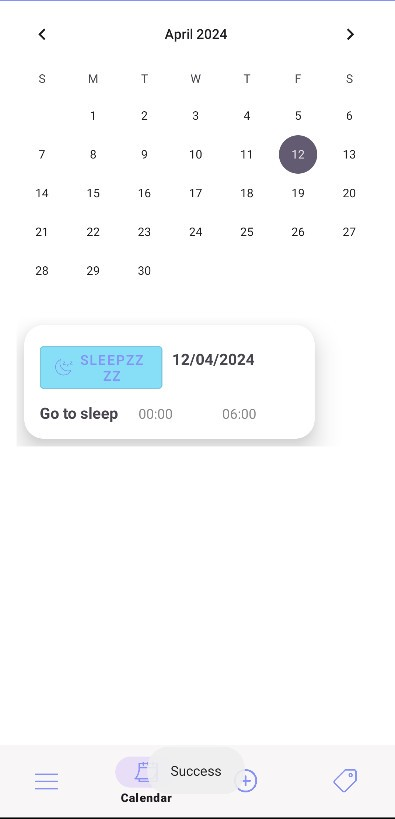 April 2024
S M T W T F S
1 2 3 4 5 6
7 8 9 10 11 12 13
14 15 16 17 18 19 20
21 22 23 24 25 26 27
28 29 30
SLEEPZZ
ZZ
12/04/2024
Go to sleep 00:00 06:00
Success
Calendar